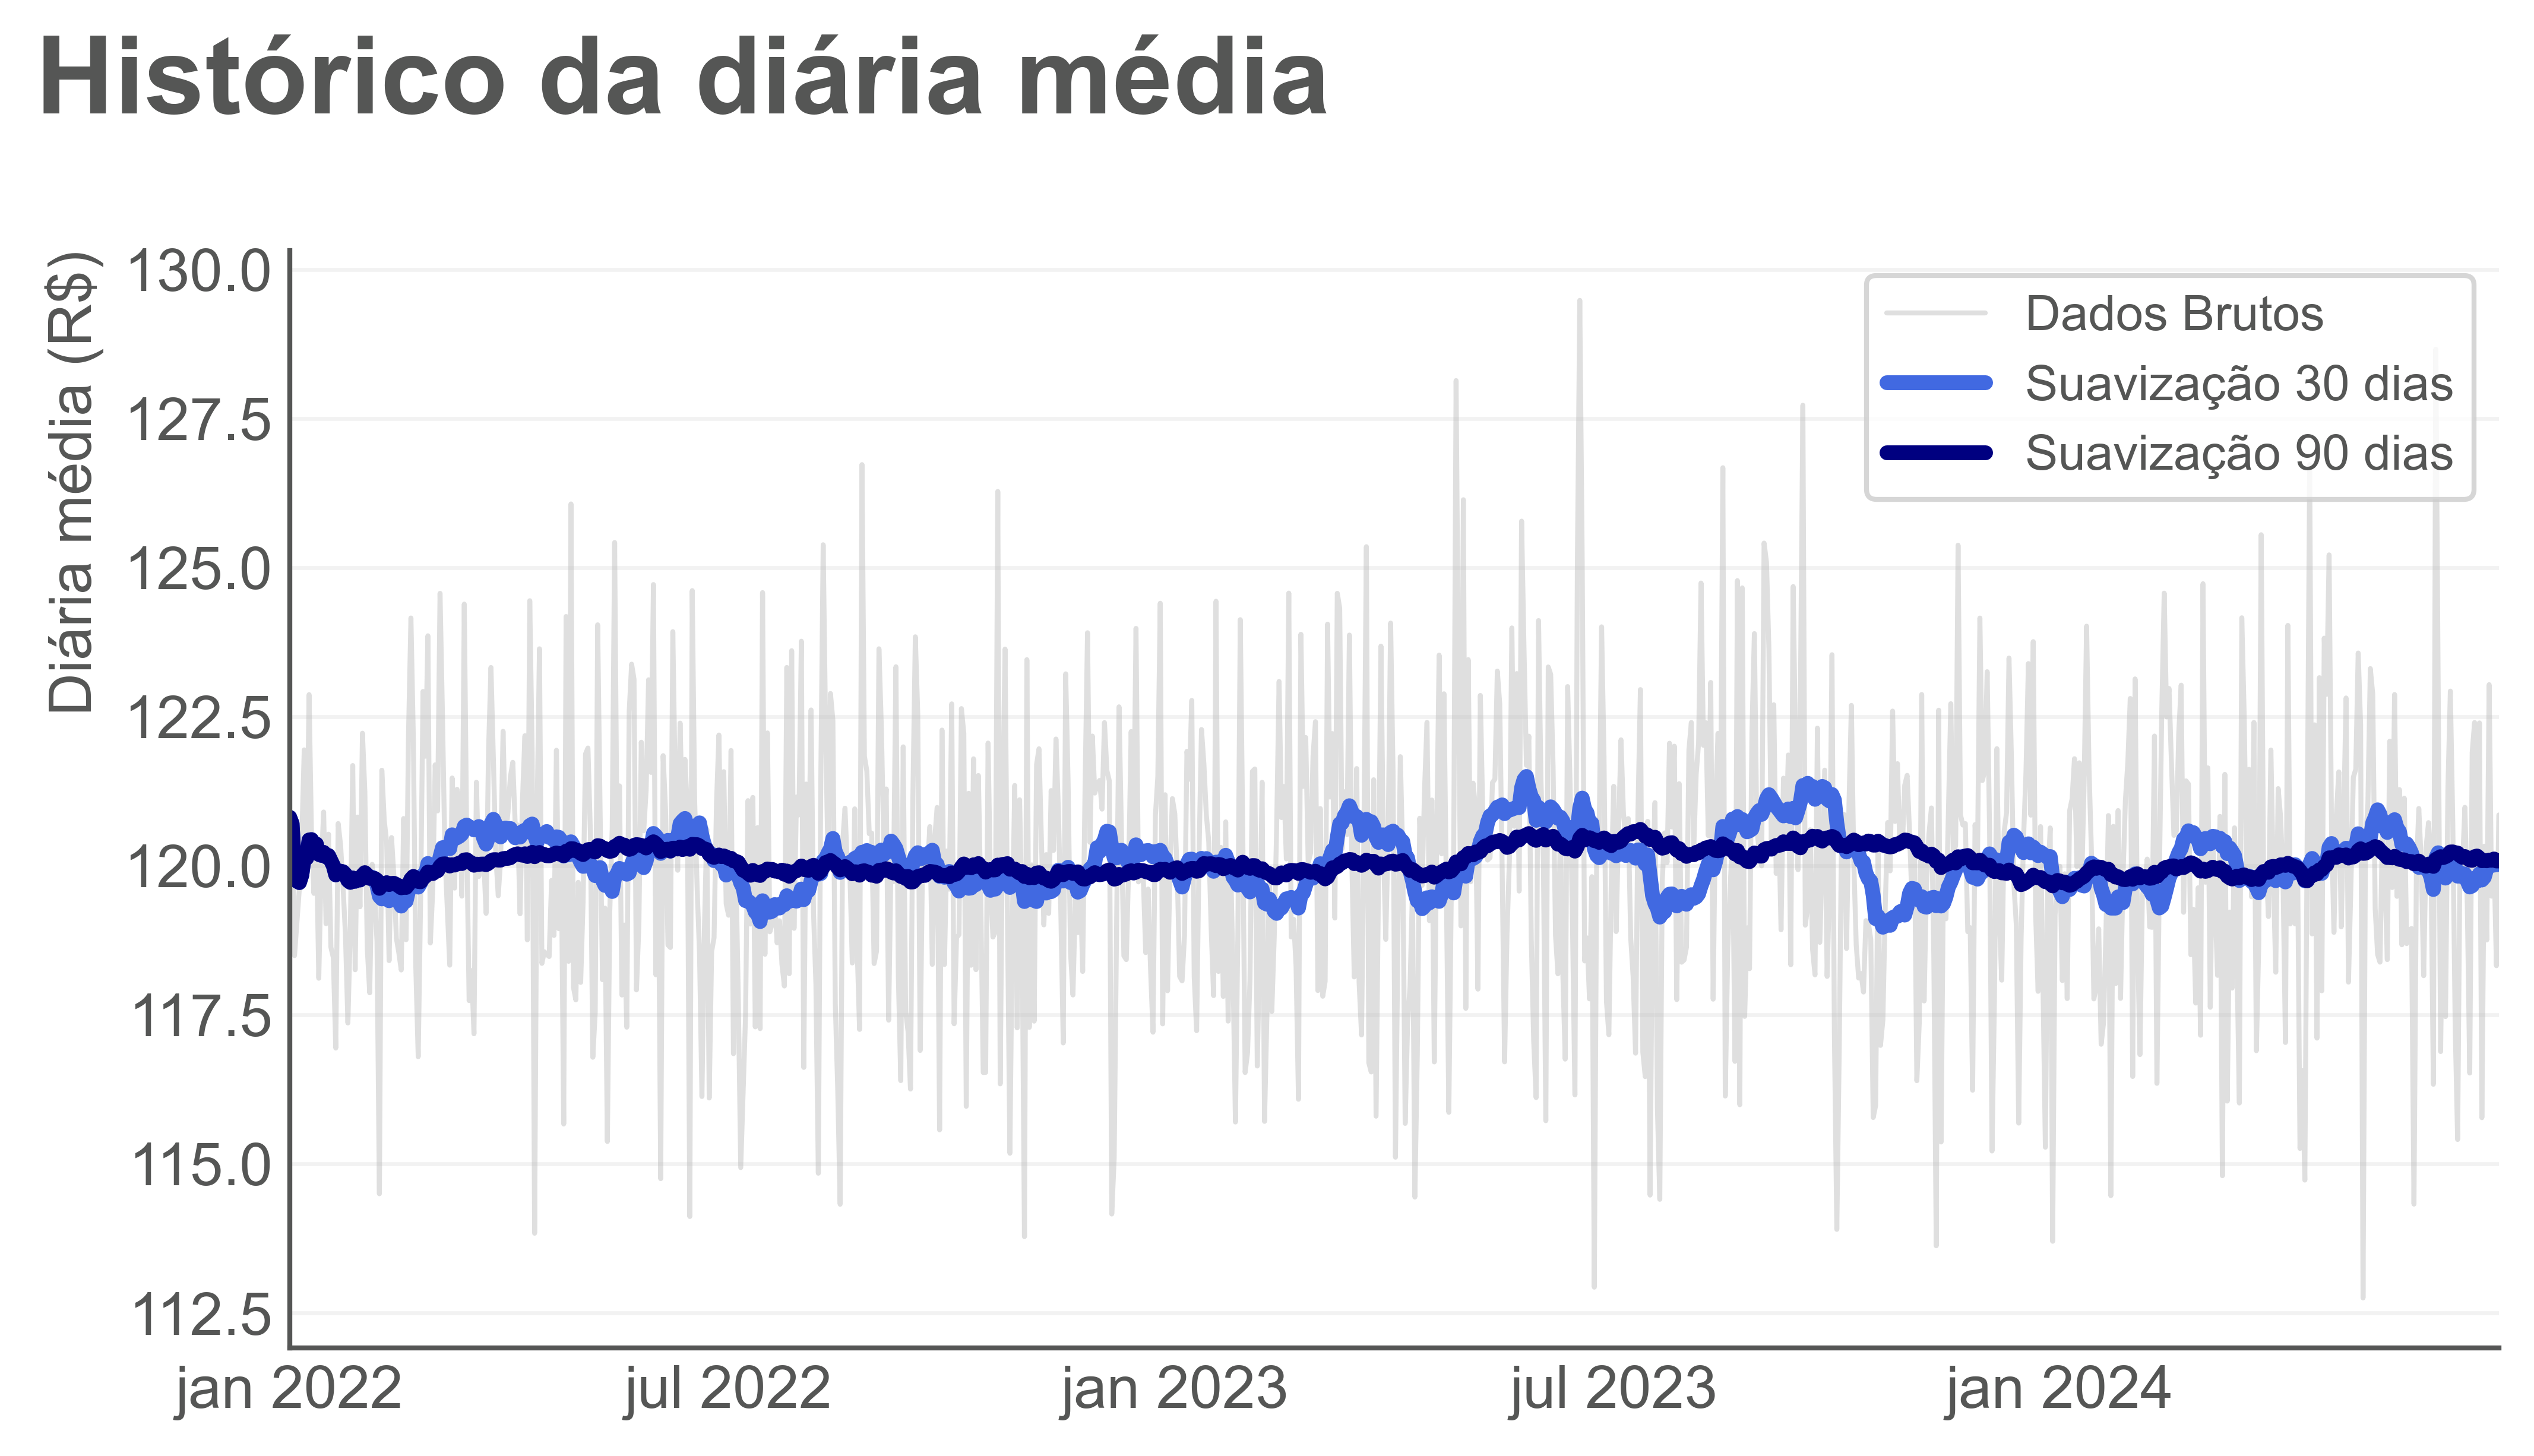 Histórico da diária média
Diária média (R$)
130.0
127.5
125.0
122.5
120.0
117.5
115.0
112.5
Dados Brutos
Suavização 30 dias
Suavização 90 dias
jan 2022
jul 2022
jan 2023
jul 2023
jan 2024